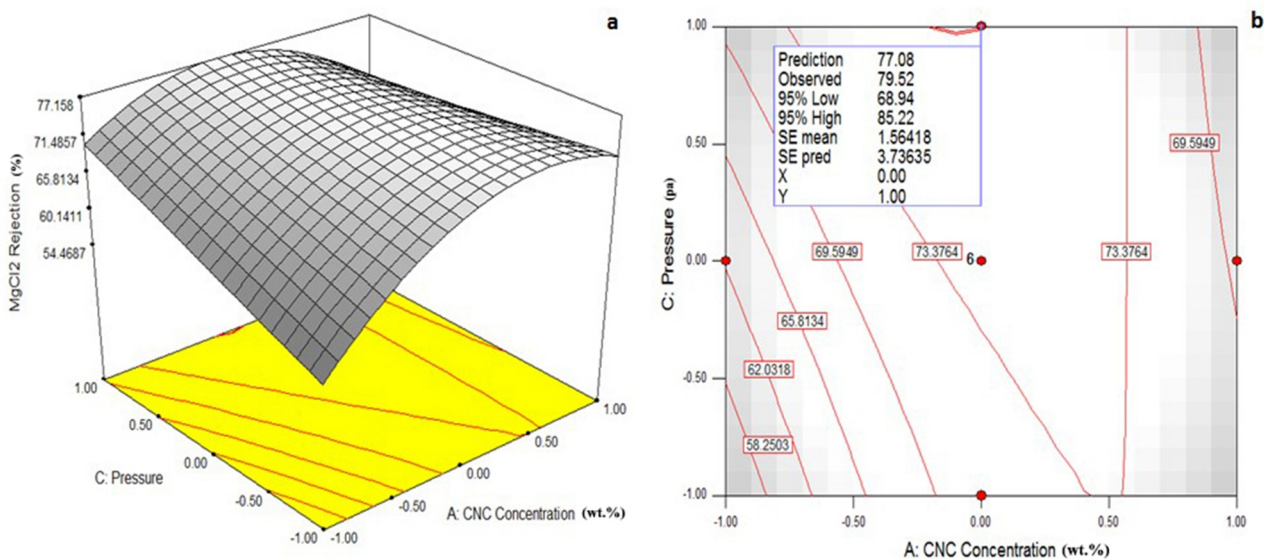 a
77.158
71.4857
65.8134
60.1411
54.4687
MgCl2 Rejection (%)
1.00
0.50
0.00
-0.50
-1.00
C: Pressure
-1.00
-0.50
0.00
0.50
1.00
A: CNC Concentration (wt.%)
b
1.00
0.50
0.00
-0.50
-1.00
C: Pressure (pa)
Prediction 77.08
Observed 79.52
95% Low 68.94
95% High 85.22
SE mean 1.56418
SE pred 3.73635
X 0.00
Y 1.00
69.5949
69.5949
73.3764
6
73.3764
65.8134
62.0318
58.2503
-1.00
-0.50
0.00
0.50
1.00
A: CNC Concentration (wt.%)